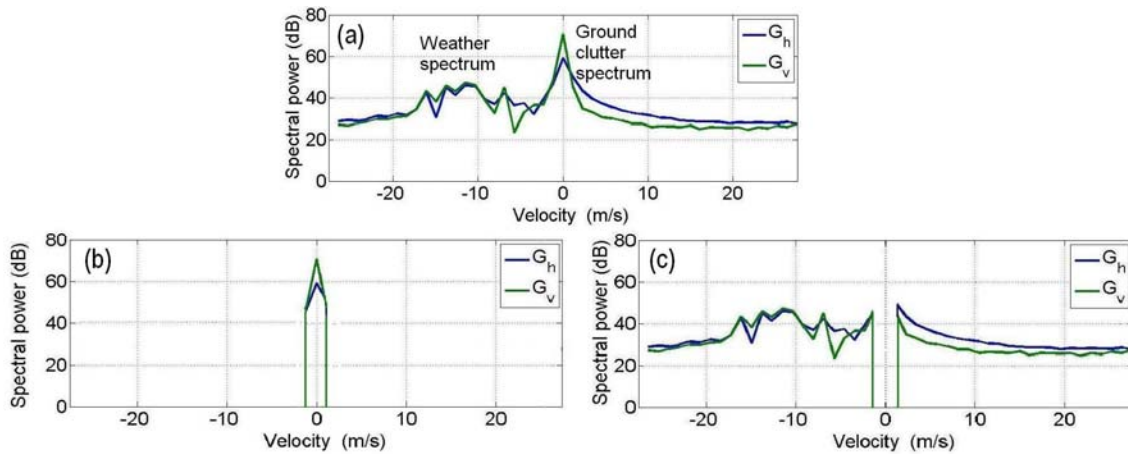 80
(a)
Weather
spectrum
Ground
clutter
spectrum
G_h
G_v
60
40
20
0
Spectral power (dB)
-20
-10
0
10
20
Velocity (m/s)
80
(b)
G_h
G_v
60
40
20
0
Spectral power (dB)
-20
-10
0
10
20
Velocity (m/s)
80
(c)
G_h
G_v
60
40
20
0
Spectral power (dB)
-20
-10
0
10
20
Velocity (m/s)